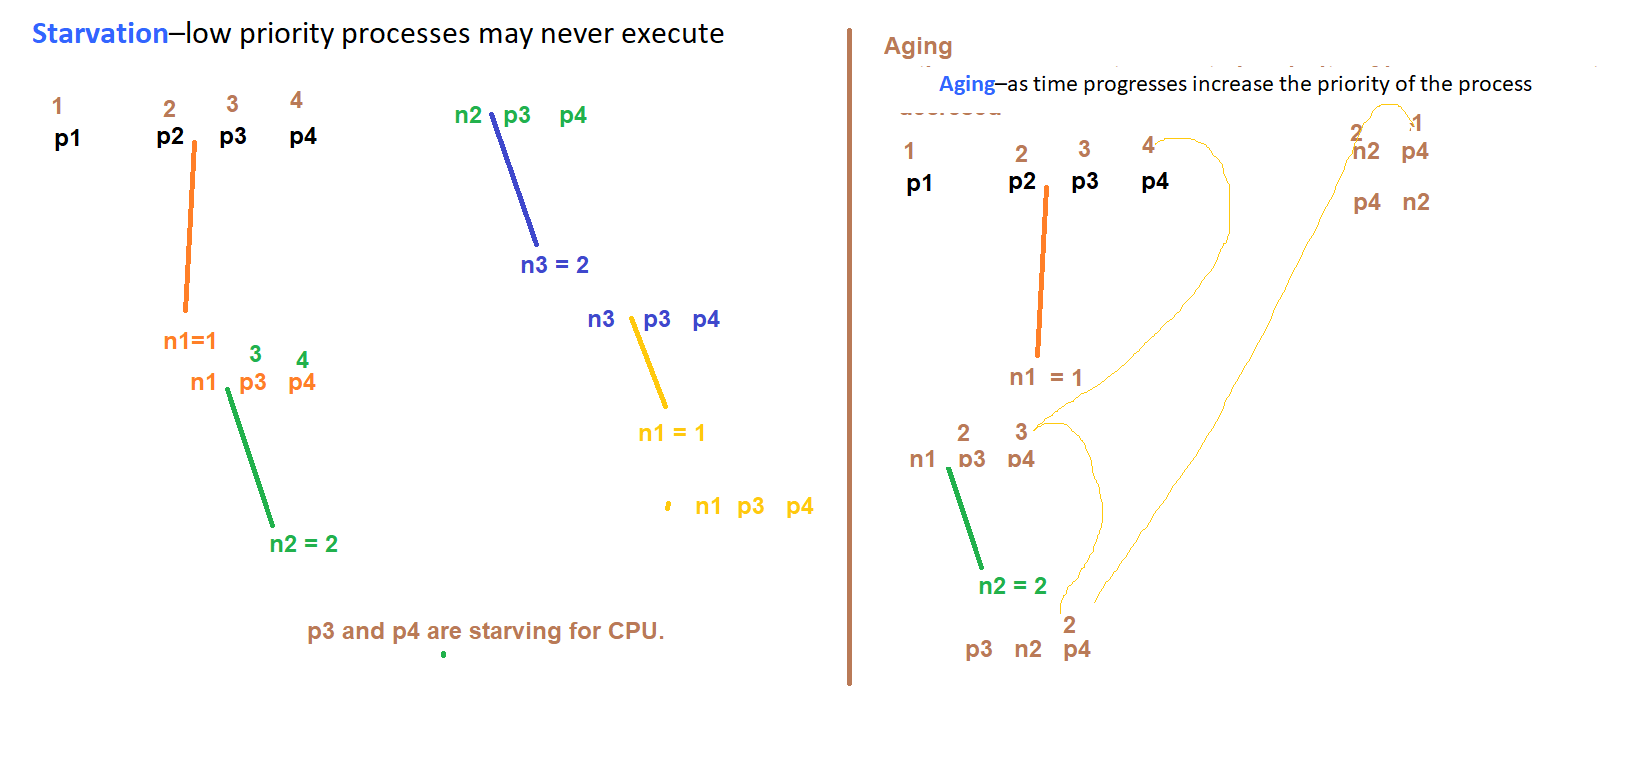 Starvation–low priority processes may never execute
1 2 3 4
p1 p2 p3 p4
n1=1
3 4
n1 p3 p4
n2 = 2
n2 p3 p4
n3 = 2
n3 p3 p4
n1 = 1
n1 p3 p4
p3 and p4 are starving for CPU.
Aging
Aging–as time progresses increase the priority of the process
1 2 3 4
p1 p2 p3 p4
n1 = 1
2 3
n1 p3 p4
n2 = 2
2
p3 n2 p4
2 1
n2 p4
p4 n2